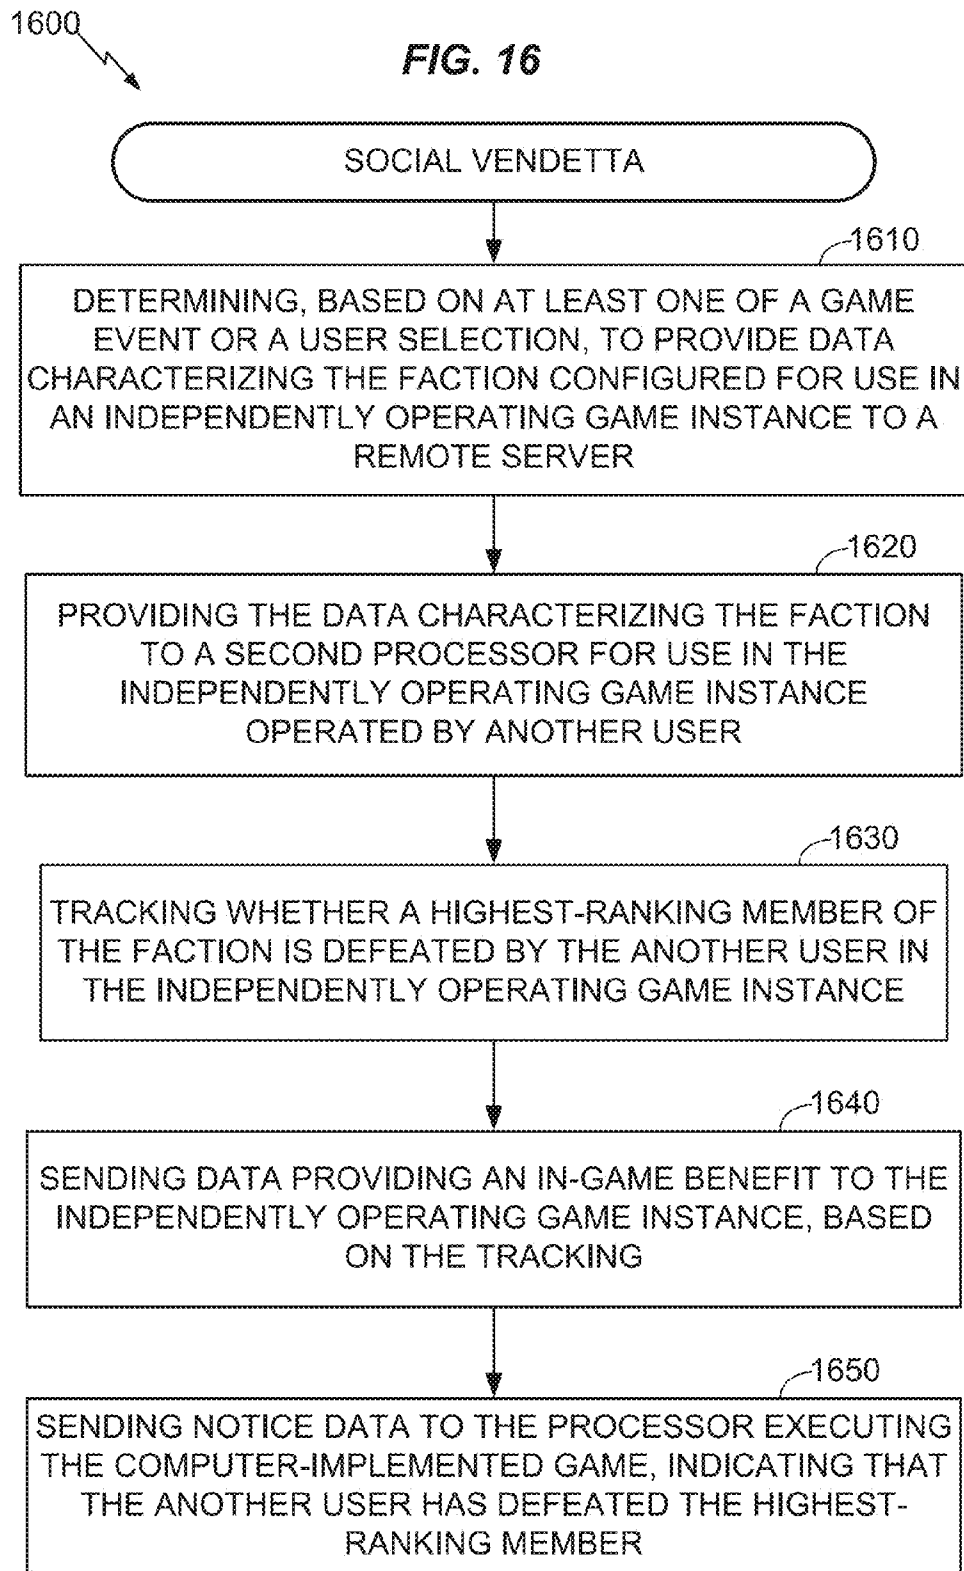 1600
FIG. 16
SOCIAL VENDETTA
1610
DETERMINING, BASED ON AT LEAST ONE OF A GAME
EVENT OR A USER SELECTION, TO PROVIDE DATA
CHARACTERIZING THE FACTION CONFIGURED FOR USE IN
AN INDEPENDENTLY OPERATING GAME INSTANCE TO A
REMOTE SERVER
1620
PROVIDING THE DATA CHARACTERIZING THE FACTION
TO A SECOND PROCESSOR FOR USE IN THE
INDEPENDENTLY OPERATING GAME INSTANCE
OPERATED BY ANOTHER USER
1630
TRACKING WHETHER A HIGHEST-RANKING MEMBER OF
THE FACTION IS DEFEATED BY THE ANOTHER USER IN
THE INDEPENDENTLY OPERATING GAME INSTANCE
1640
SENDING DATA PROVIDING AN IN-GAME BENEFIT TO THE
INDEPENDENTLY OPERATING GAME INSTANCE, BASED
ON THE TRACKING
1650
SENDING NOTICE DATA TO THE PROCESSOR EXECUTING
THE COMPUTER-IMPLEMENTED GAME, INDICATING THAT
THE ANOTHER USER HAS DEFEATED THE HIGHEST-
RANKING MEMBER